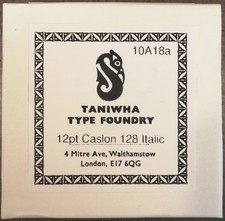 10A18a
TANIWHA
TYPE FOUNDRY
12pt Caslon 128 Italic
4 Mitre Ave, Walthamstow
London, E17 6QG